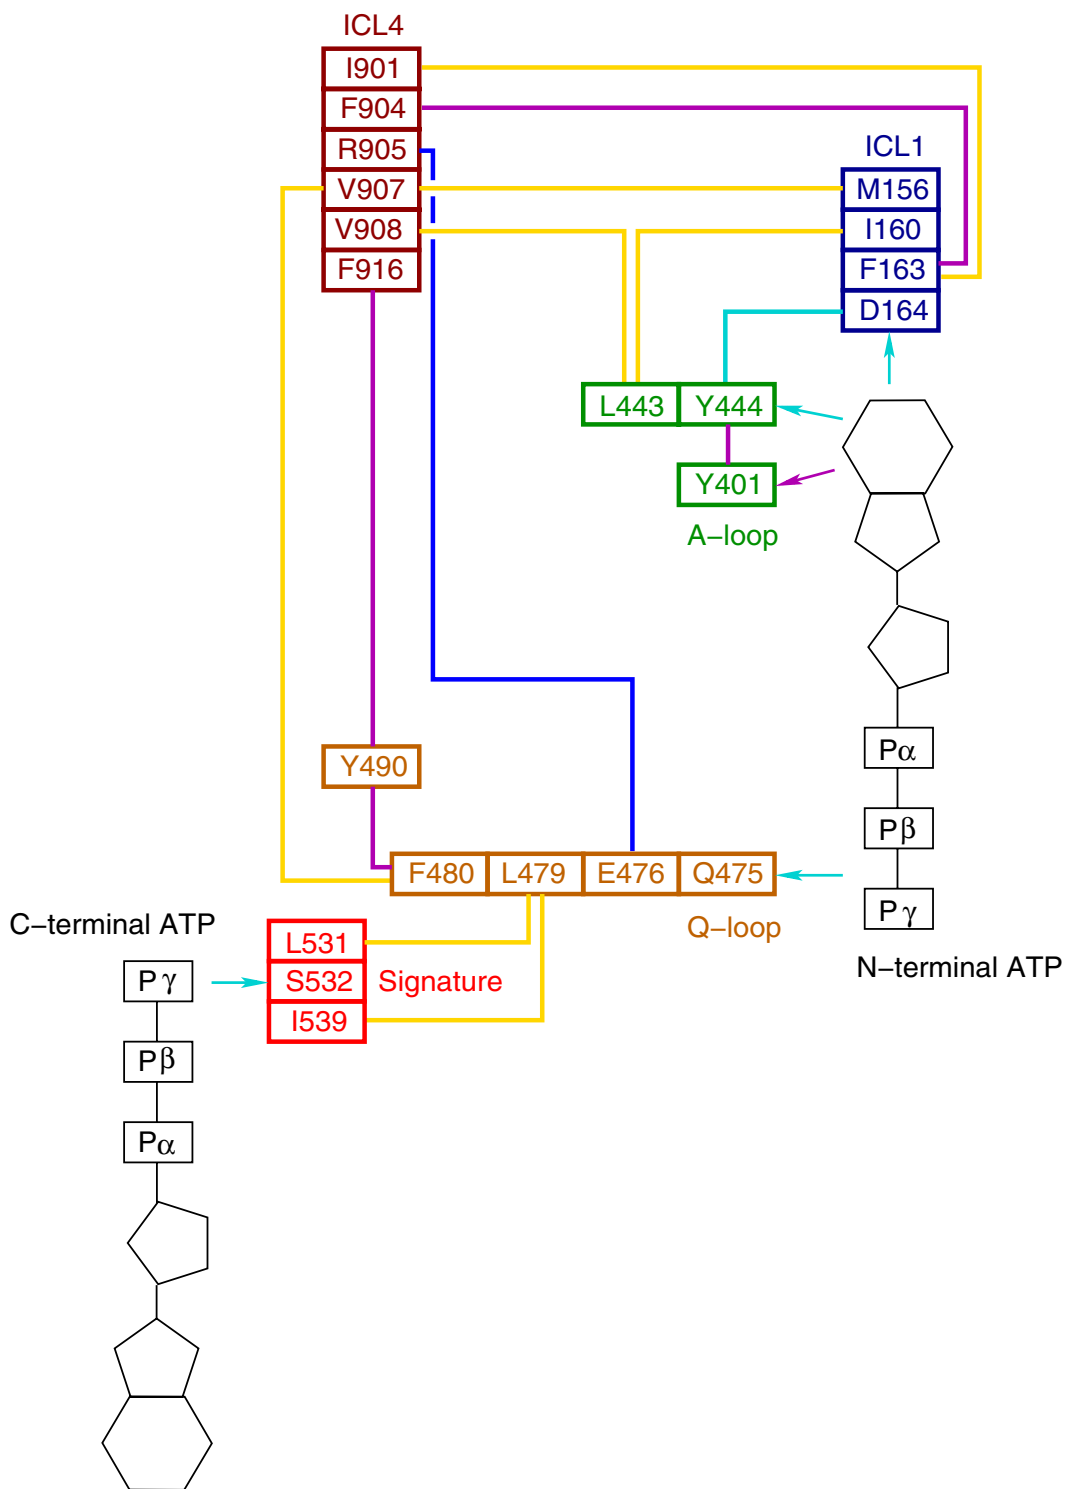 ICL4
I901
F904
R905
V907
V908
F916
ICL1
M156
I160
F163
D164
L443 Y444
Y401
A–loop
Pα
Pβ
Pγ
N–terminal ATP
Y490
F480 L479 E476 Q475
Q–loop
C–terminal ATP
L531
S532 Signature
I539
Pγ
Pβ
Pα